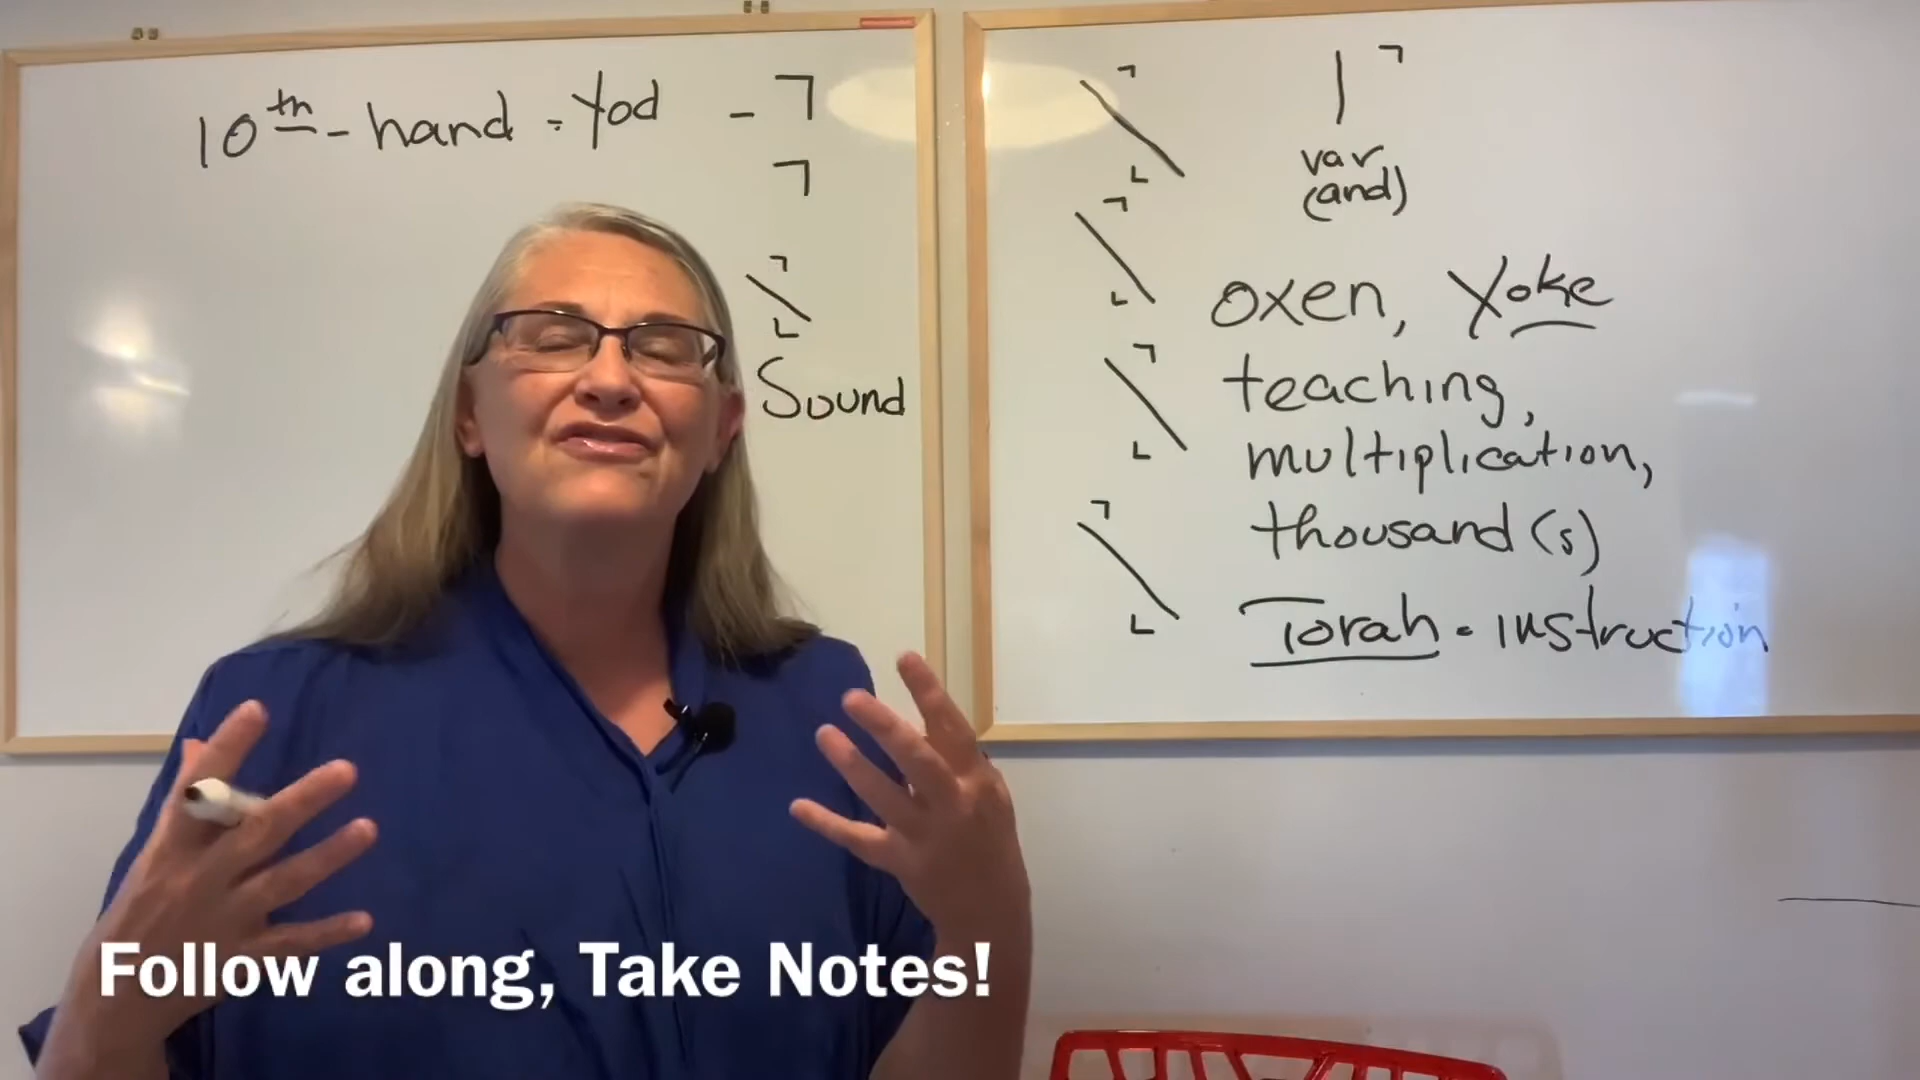 10th - hand = Yod - ר
ר
Sound
var
(and)
oxen, Yoke
teaching,
multiplication,
thousand(s)
Torah = instruction
Follow along, Take Notes!